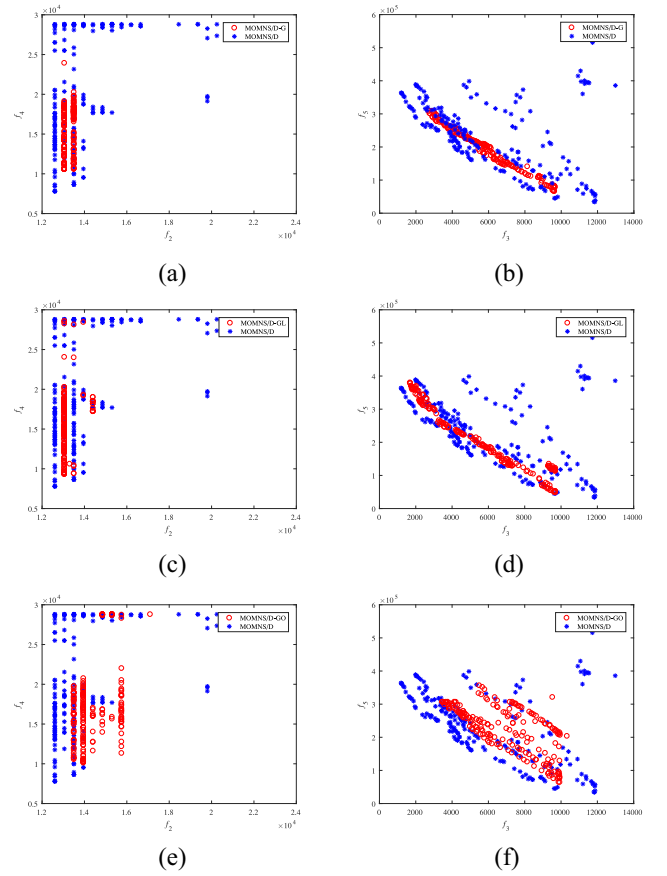 ×10⁴
3
2.5
2
1.5
1
0.5
f₄
1.2 1.4 1.6 1.8 2 2.2 2.4
f₂ ×10⁴
MOMNS/D-G
MOMNS/D
(a)
×10⁵
6
5
4
3
2
1
0
f₅
2000 4000 6000 8000 10000 12000 14000
f₃
MOMNS/D-G
MOMNS/D
(b)
×10⁴
3
2.5
2
1.5
1
0.5
f₄
1.2 1.4 1.6 1.8 2 2.2 2.4
f₂ ×10⁴
MOMNS/D-GL
MOMNS/D
(c)
×10⁵
6
5
4
3
2
1
0
f₅
2000 4000 6000 8000 10000 12000 14000
f₃
MOMNS/D-GL
MOMNS/D
(d)
×10⁴
3
2.5
2
1.5
1
0.5
f₄
1.2 1.4 1.6 1.8 2 2.2 2.4
f₂ ×10⁴
MOMNS/D-GO
MOMNS/D
(e)
×10⁵
6
5
4
3
2
1
0
f₅
2000 4000 6000 8000 10000 12000 14000
f₃
MOMNS/D-GO
MOMNS/D
(f)